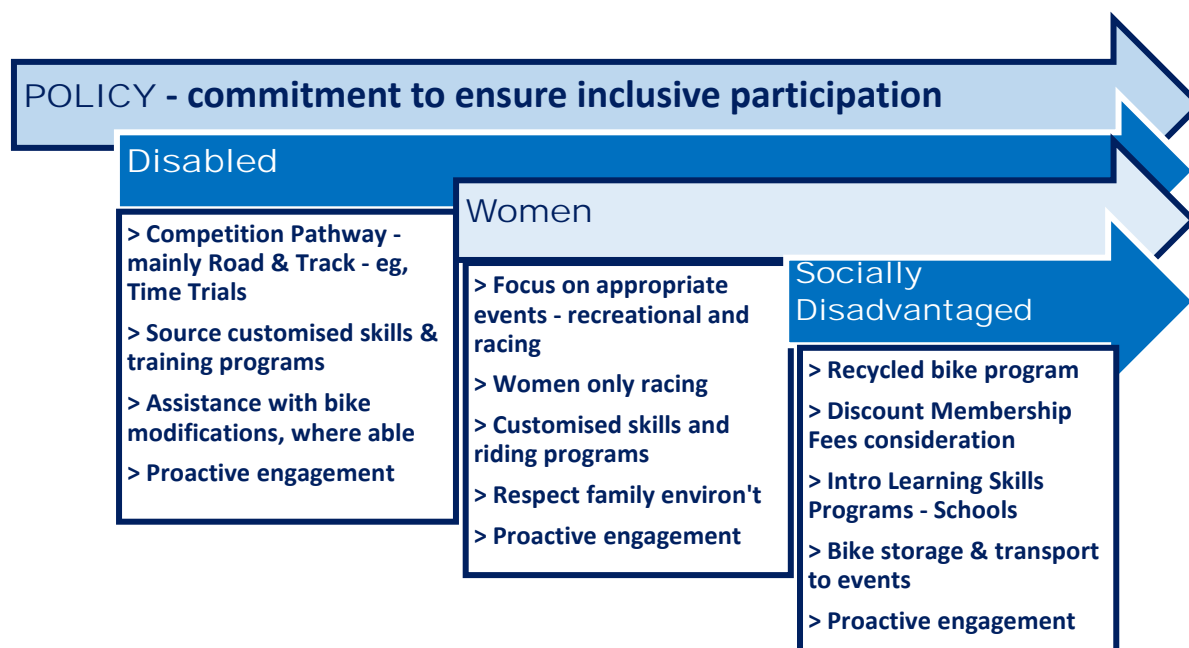 POLICY - commitment to ensure inclusive participation
Disabled
> Competition Pathway -
mainly Road & Track - eg,
Time Trials
> Source customised skills &
training programs
> Assistance with bike
modifications, where able
> Proactive engagement
Women
> Focus on appropriate
events - recreational and
racing
> Women only racing
> Customised skills and
riding programs
> Respect family environ't
> Proactive engagement
Socially
Disadvantaged
> Recycled bike program
> Discount Membership
Fees consideration
> Intro Learning Skills
Programs - Schools
> Bike storage & transport
to events
> Proactive engagement